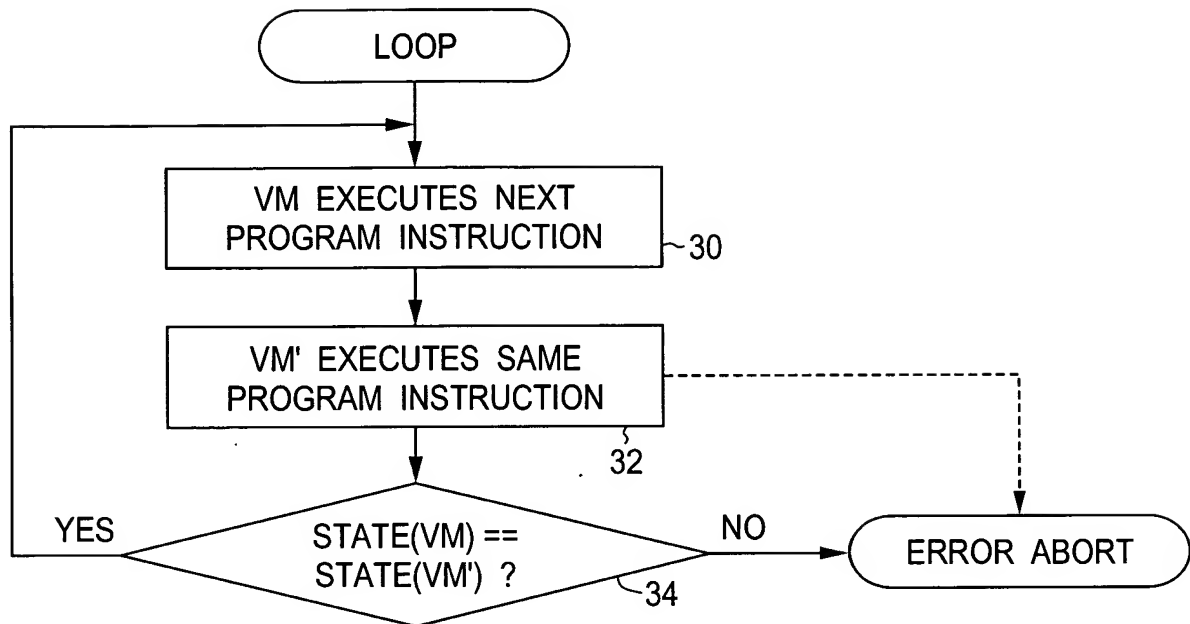 LOOP
VM EXECUTES NEXT
PROGRAM INSTRUCTION
30
VM' EXECUTES SAME
PROGRAM INSTRUCTION
32
YES
STATE(VM) ==
STATE(VM') ?
34
NO
ERROR ABORT